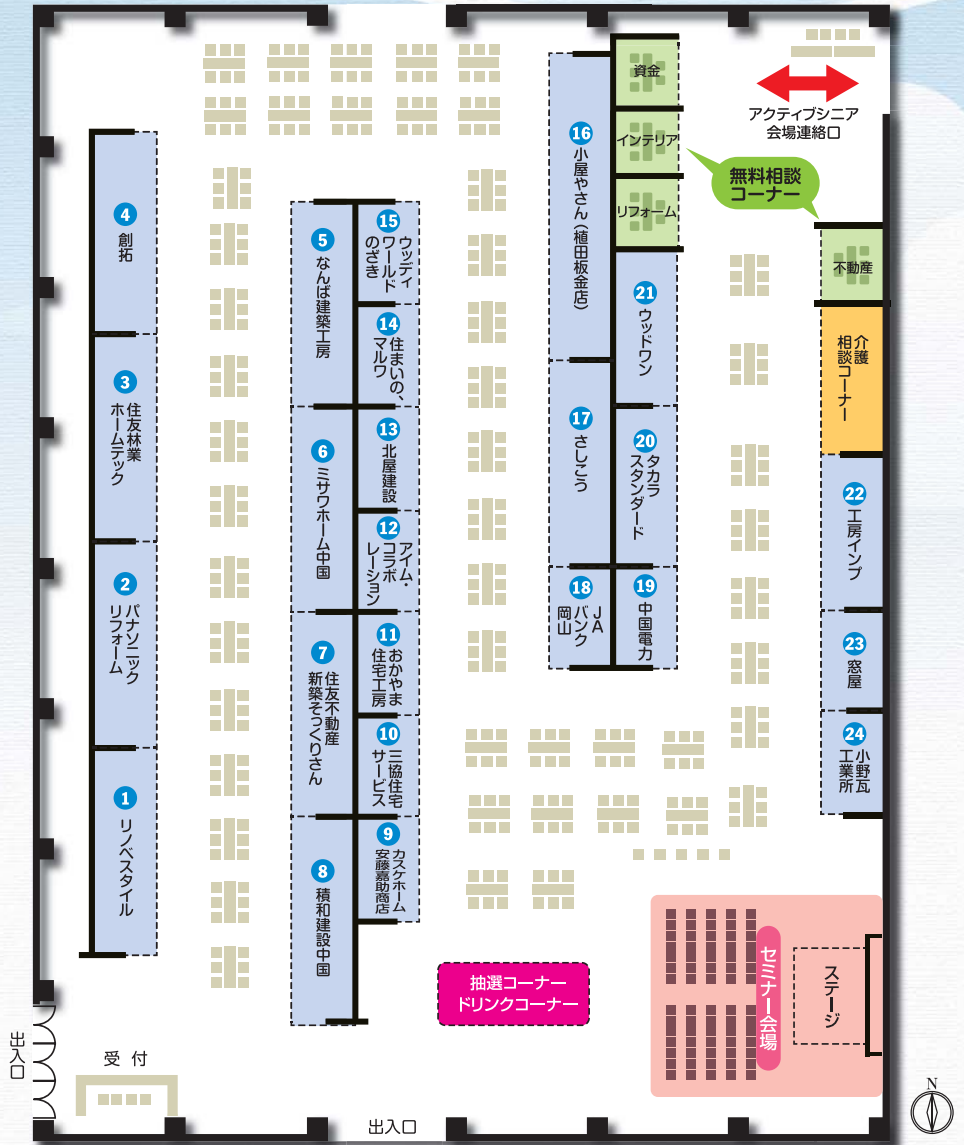 資金
インテリア
リフォーム
アクティブシニア
会場連絡口
無料相談
コーナー
不動産
介護
相談コーナー
1
リノベスタイル
2
パナソニック
リフォーム
3
住友林業
ホームテック
4
創拓
5
なんば建築工房
6
ミサワホーム中国
7
住友不動産
新築そっくりさん
8
積和建設中国
9
カスケホーム
安藤嘉助商店
10
三協住宅
サービス
11
おかやま
住宅工房
12
アイム・
コラボ
レーション
13
北屋建設
14
住まいの、
マルワ
15
ウッディ
ワールド
のざき
16
小屋やさん(植田板金店)
17
さしこう
18
JA
バンク
岡山
19
中国電力
20
タカラ
スタンダード
21
ウッドワン
22
工房インプ
23
窓屋
24
小野瓦
工業所
抽選コーナー
ドリンクコーナー
セミナー会場
ステージ
出入口
受付
出入口
N